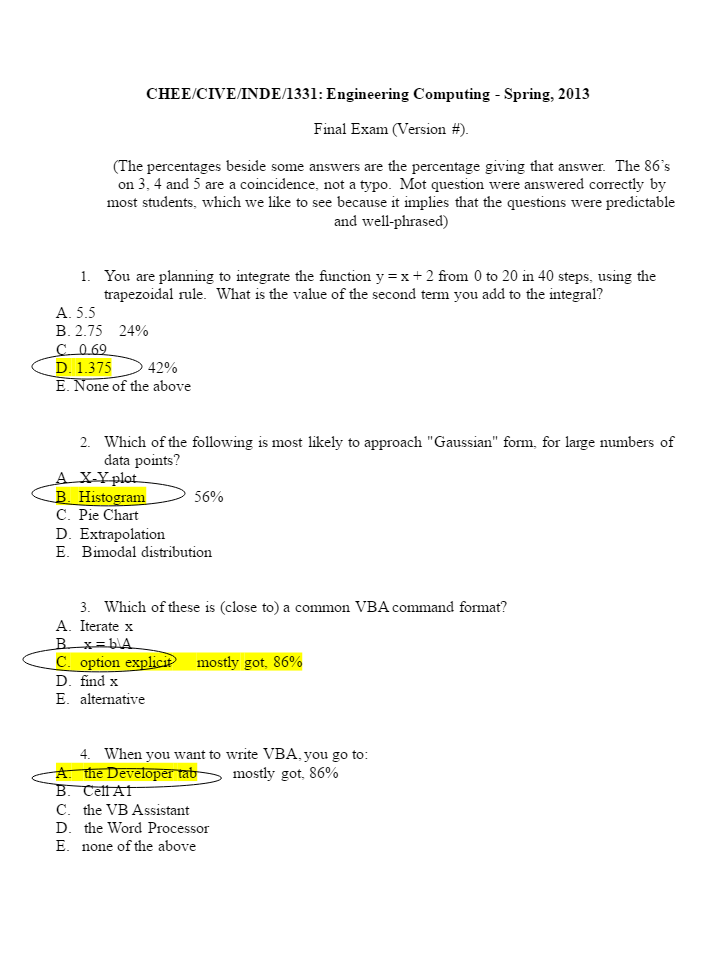 CHEE/CIVE/INDE/1331: Engineering Computing - Spring, 2013
Final Exam (Version #).
(The percentages beside some answers are the percentage giving that answer. The 86's
on 3, 4 and 5 are a coincidence, not a typo. Mot question were answered correctly by
most students, which we like to see because it implies that the questions were predictable
and well-phrased)
1. You are planning to integrate the function y = x + 2 from 0 to 20 in 40 steps, using the
trapezoidal rule. What is the value of the second term you add to the integral?
A. 5.5
B. 2.75 24%
C. 0.69
D. 1.375 42%
E. None of the above
2. Which of the following is most likely to approach "Gaussian" form, for large numbers of
data points?
A. X-Y plot
B. Histogram 56%
C. Pie Chart
D. Extrapolation
E. Bimodal distribution
3. Which of these is (close to) a common VBA command format?
A. Iterate x
B. x = b\A
C. option explicit mostly got, 86%
D. find x
E. alternative
4. When you want to write VBA, you go to:
A. the Developer tab mostly got, 86%
B. Cell A1
C. the VB Assistant
D. the Word Processor
E. none of the above